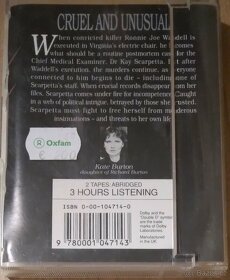 CRUEL AND UNUSUAL
When convicted killer Ronnie Joe Waddell is
executed in Virginia's electric chair, he becomes
what should be a routine postmortem case for the
Chief Medical Examiner, Dr Kay Scarpetta. But after
Waddell's execution, the murders continue, as everyone
connected to him begins to die - including one of
Scarpetta's staff. When crucial records disappear from her
files, Scarpetta comes under fire for incompetence. Caught
in a web of political intrigue, betrayed by those she trusted,
Scarpetta must fight to free herself from murderous
insinuations - and threats to her own life
Oxfam
Kate Burton
daughter of Richard Burton
2 TAPES ABRIDGED
3 HOURS LISTENING
ISBN 0-00-104714-0
9 780001 047143
Dolby and the
"Double D" symbol
are the trade
marks of Dolby
Laboratories.
Manufactured
in the UK